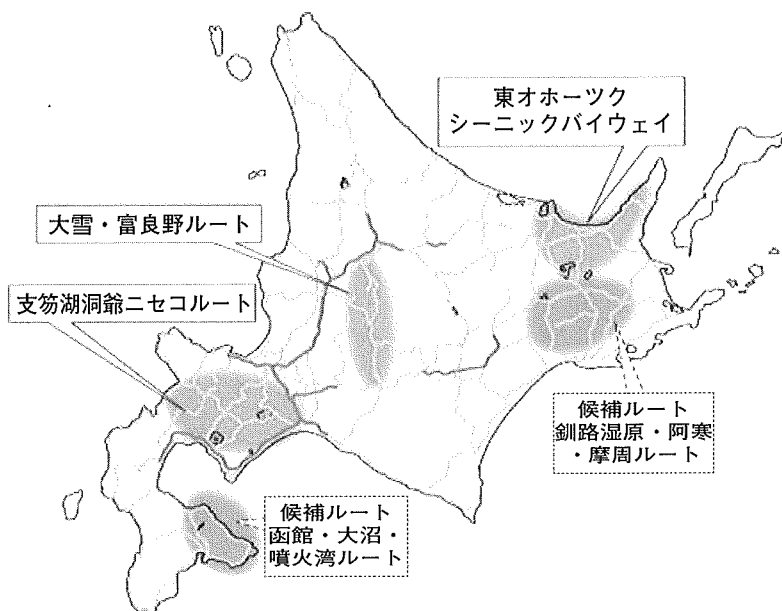 東オホーツク
シーニックバイウェイ
大雪・富良野ルート
支笏湖洞爺ニセコルート
候補ルート
釧路湿原・阿寒
・摩周ルート
候補ルート
函館・大沼・
噴火湾ルート